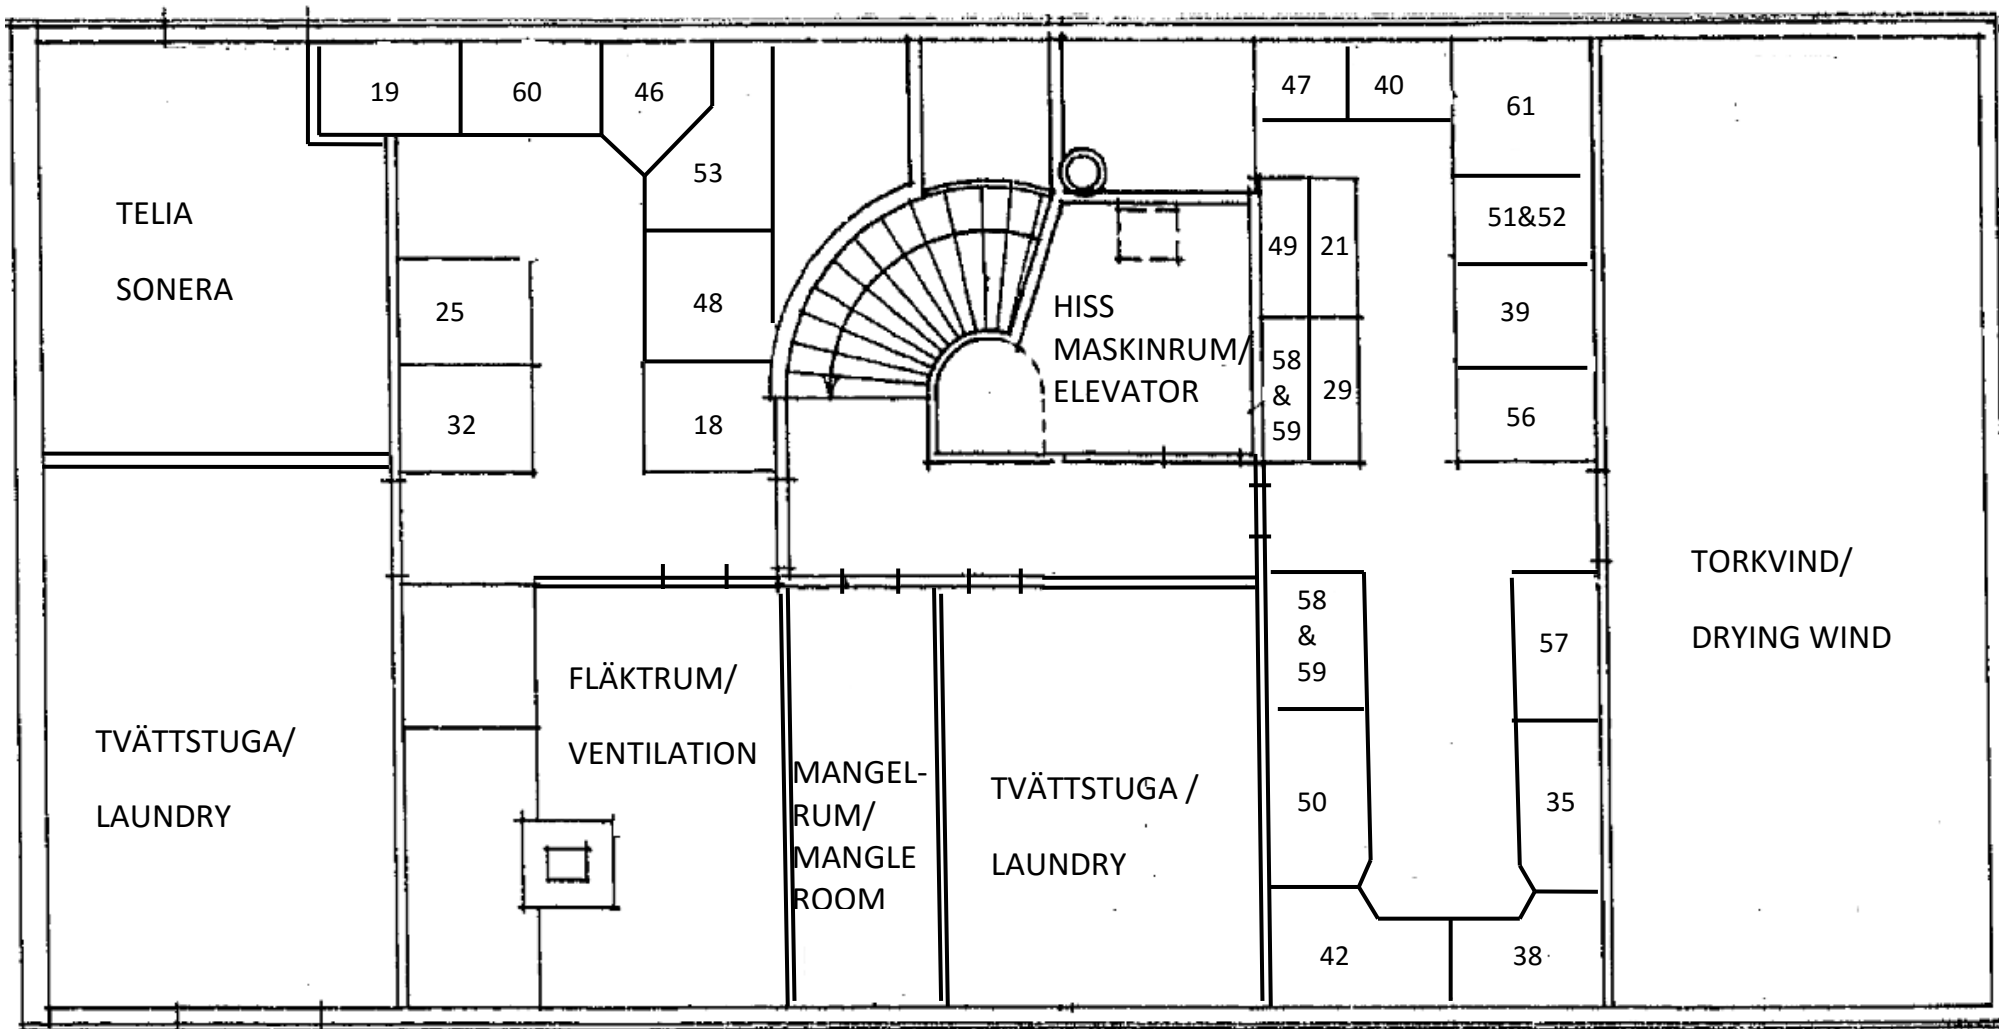 19
60
46
47
40
61
53
TELIA
SONERA
51&52
49
21
25
48
HISS
MASKINRUM/
ELEVATOR
39
58
&
59
29
32
18
56
TORKVIND/
DRYING WIND
58
&
59
57
FLÄKTRUM/
VENTILATION
TVÄTTSTUGA/
LAUNDRY
MANGEL-
RUM/
MANGLE
ROOM
TVÄTTSTUGA /
LAUNDRY
50
35
42
38